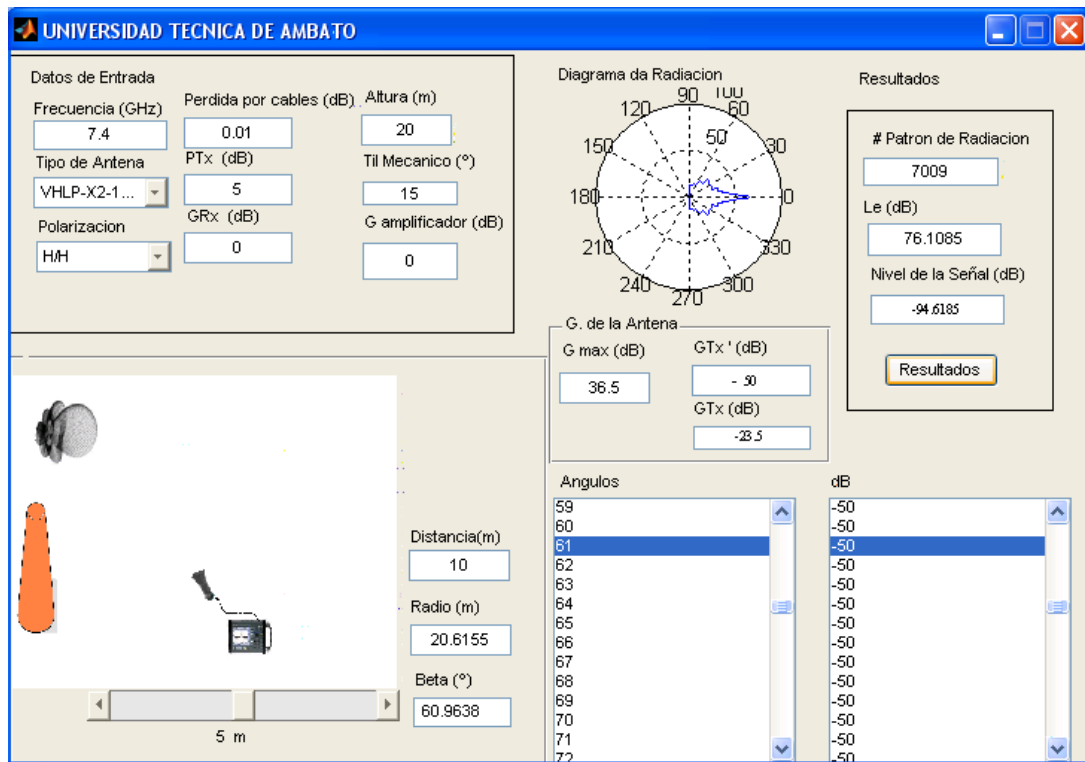 UNIVERSIDAD TECNICA DE AMBATO
Datos de Entrada
Frecuencia (GHz)
7.4
Tipo de Antena
VHLP-X2-1...
Polarizacion
H/H
Perdida por cables (dB)
0.01
PTx (dB)
5
GRx (dB)
0
Altura (m)
20
Til Mecanico (º)
15
G amplificador (dB)
0
Diagrama da Radiacion
90
100
120
60
50
150
30
180
0
210
330
240
300
270
Resultados
# Patron de Radiacion
7009
Le (dB)
76.1085
Nivel de la Señal (dB)
-94.6185
Resultados
G. de la Antena
G max (dB)
36.5
GTx ' (dB)
- 50
GTx (dB)
-23.5
Distancia(m)
10
Radio (m)
20.6155
Beta (º)
60.9638
5 m
Angulos
59
60
61
62
63
64
65
66
67
68
69
70
71
72
dB
-50
-50
-50
-50
-50
-50
-50
-50
-50
-50
-50
-50
-50
-50